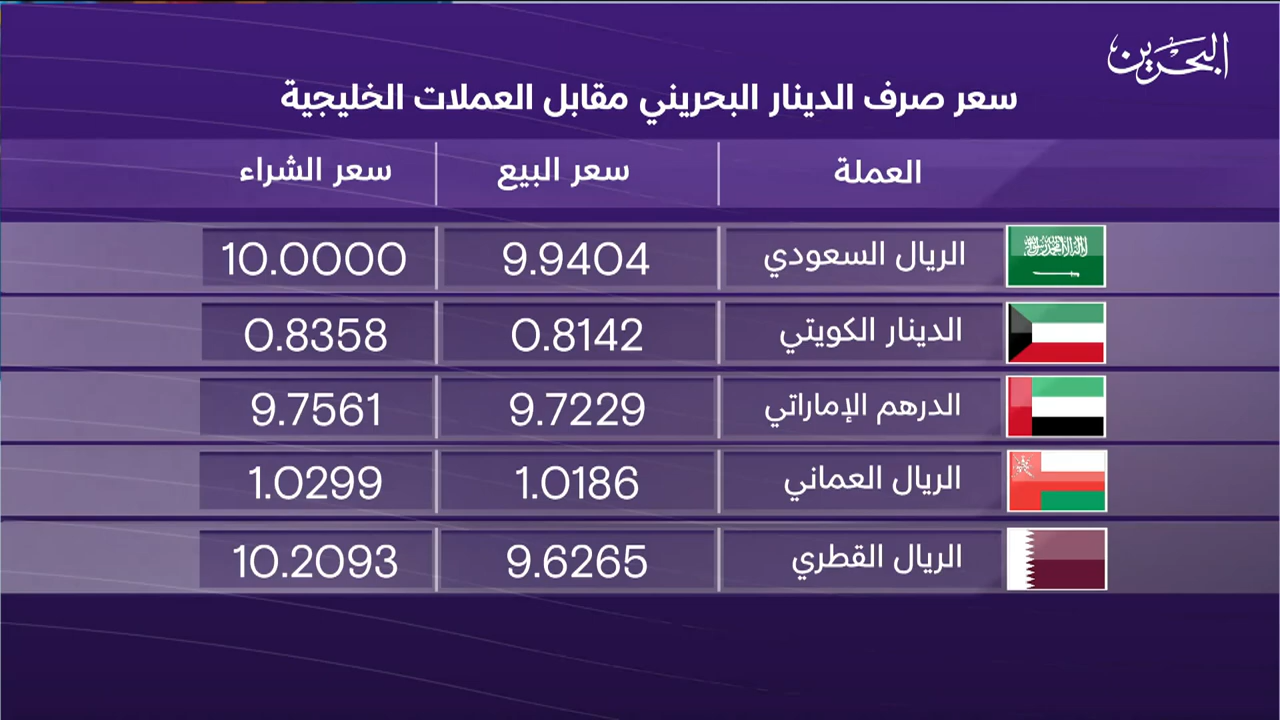 البحرين
سعر صرف الدينار البحريني مقابل العملات الخليجية
العملة سعر البيع سعر الشراء
الريال السعودي 9.9404 10.0000
الدينار الكويتي 0.8142 0.8358
الدرهم الإماراتي 9.7229 9.7561
الريال العماني 1.0186 1.0299
الريال القطري 9.6265 10.2093